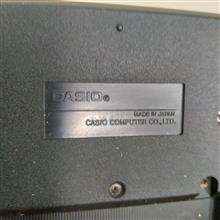 CASIO®
MADE IN JAPAN
CASIO COMPUTER CO.,LTD.